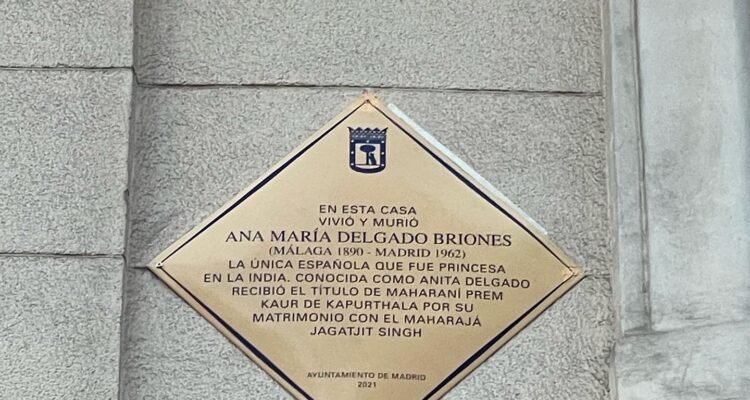 EN ESTA CASA
VIVIÓ Y MURIÓ
ANA MARÍA DELGADO BRIONES
(MÁLAGA 1890 - MADRID 1962)
LA ÚNICA ESPAÑOLA QUE FUE PRINCESA
EN LA INDIA. CONOCIDA COMO ANITA DELGADO
RECIBIÓ EL TÍTULO DE MAHARANÍ PREM
KAUR DE KAPURTHALA POR SU
MATRIMONIO CON EL MAHARAJÁ
JAGATJIT SINGH
AYUNTAMIENTO DE MADRID
2021